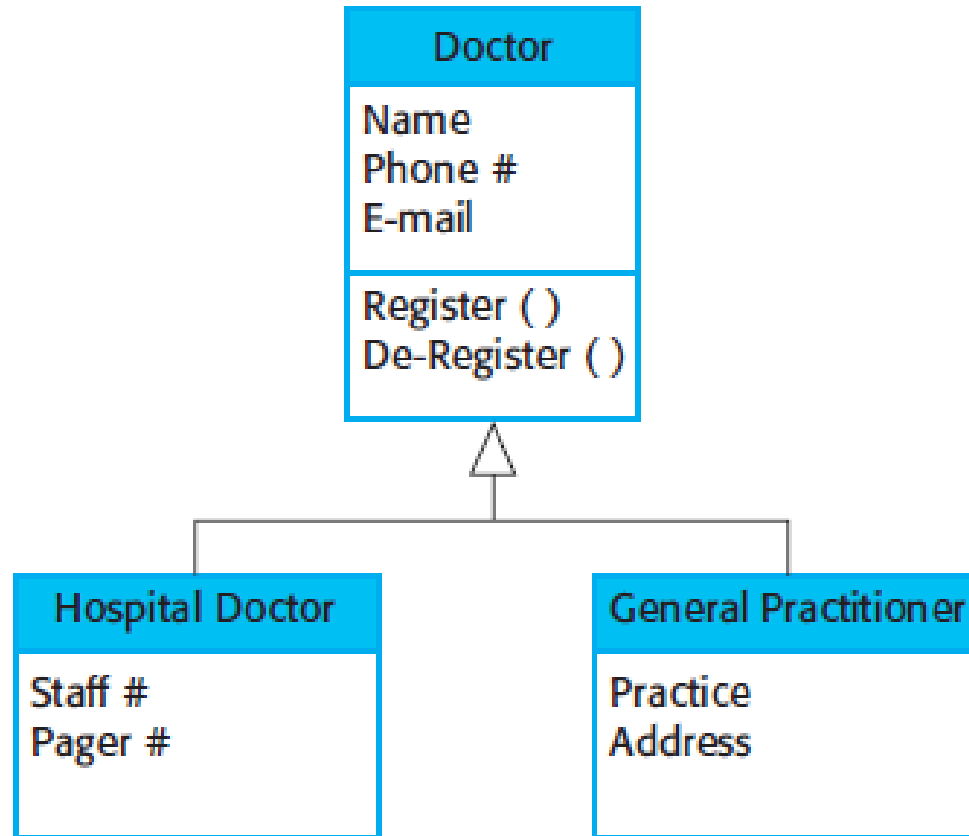 Doctor
Name
Phone #
E-mail
Register ( )
De-Register ( )
Hospital Doctor
Staff #
Pager #
General Practitioner
Practice
Address